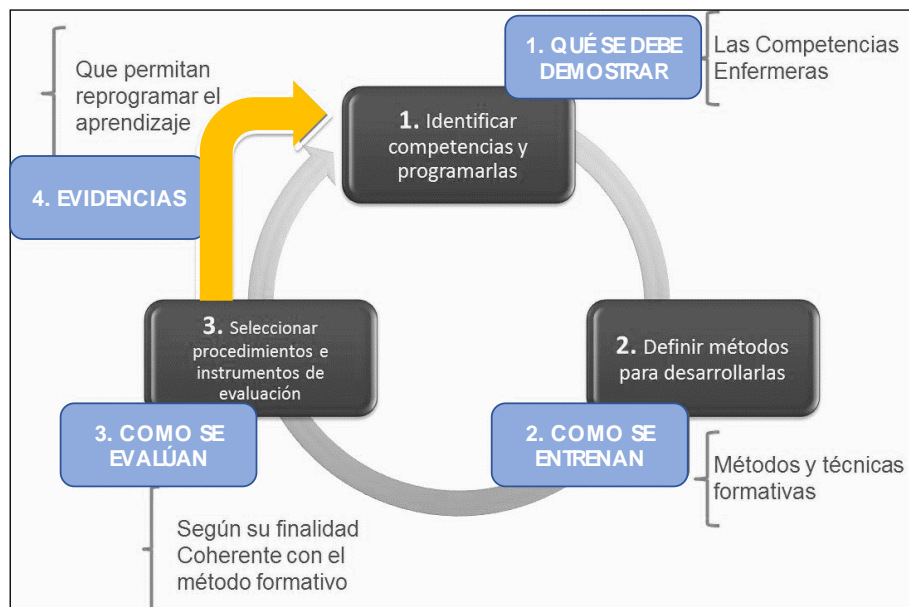 1. QUÉ SE DEBE
DEMOSTRAR
Las Competencias
Enfermeras
Que permitan
reprogramar el
aprendizaje
1. Identificar
competencias y
programarlas
4. EVIDENCIAS
3. Seleccionar
procedimientos e
instrumentos de
evaluación
2. Definir métodos
para desarrollarlas
3. COMO SE
EVALÚAN
2. COMO SE
ENTRENAN
Métodos y técnicas
formativas
Según su finalidad
Coherente con el
método formativo